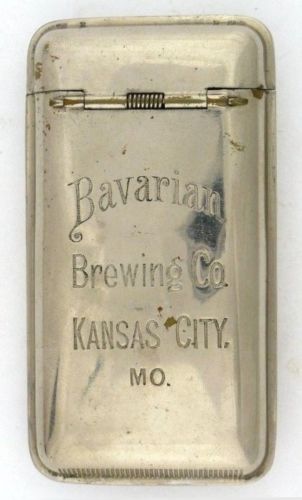 Bavarian
Brewing Co
KANSAS CITY.
MO.